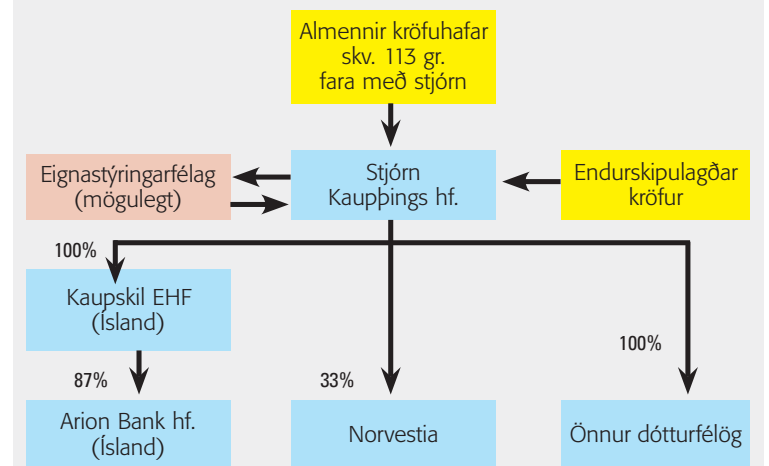 Almennir kröfuhafar
skv. 113 gr.
fara með stjórn
Eignastýringarfélag
(mögulegt)
Stjórn
Kaupþings hf.
Endurskipulagðar
kröfur
100%
Kaupskil EHF
(Ísland)
100%
87%
33%
Arion Bank hf.
(Ísland)
Norvestia
Önnur dótturfélög